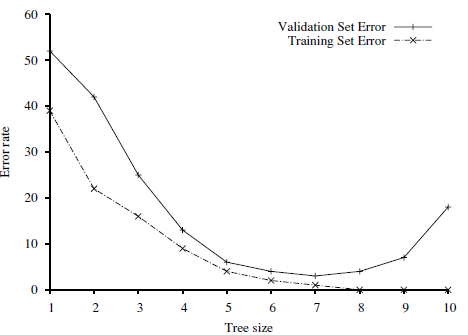 60
50
40
30
20
10
0
Error rate
Validation Set Error
Training Set Error
1 2 3 4 5 6 7 8 9 10
Tree size